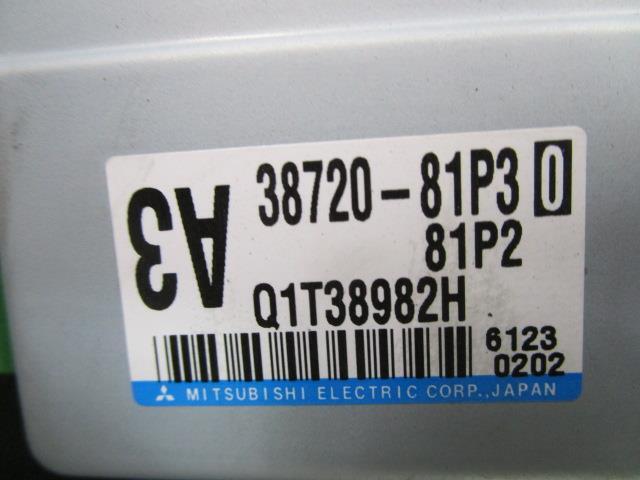 A3
38720-81P3 0
81P2
Q1T38982H
6123
0202
MITSUBISHI ELECTRIC CORP., JAPAN